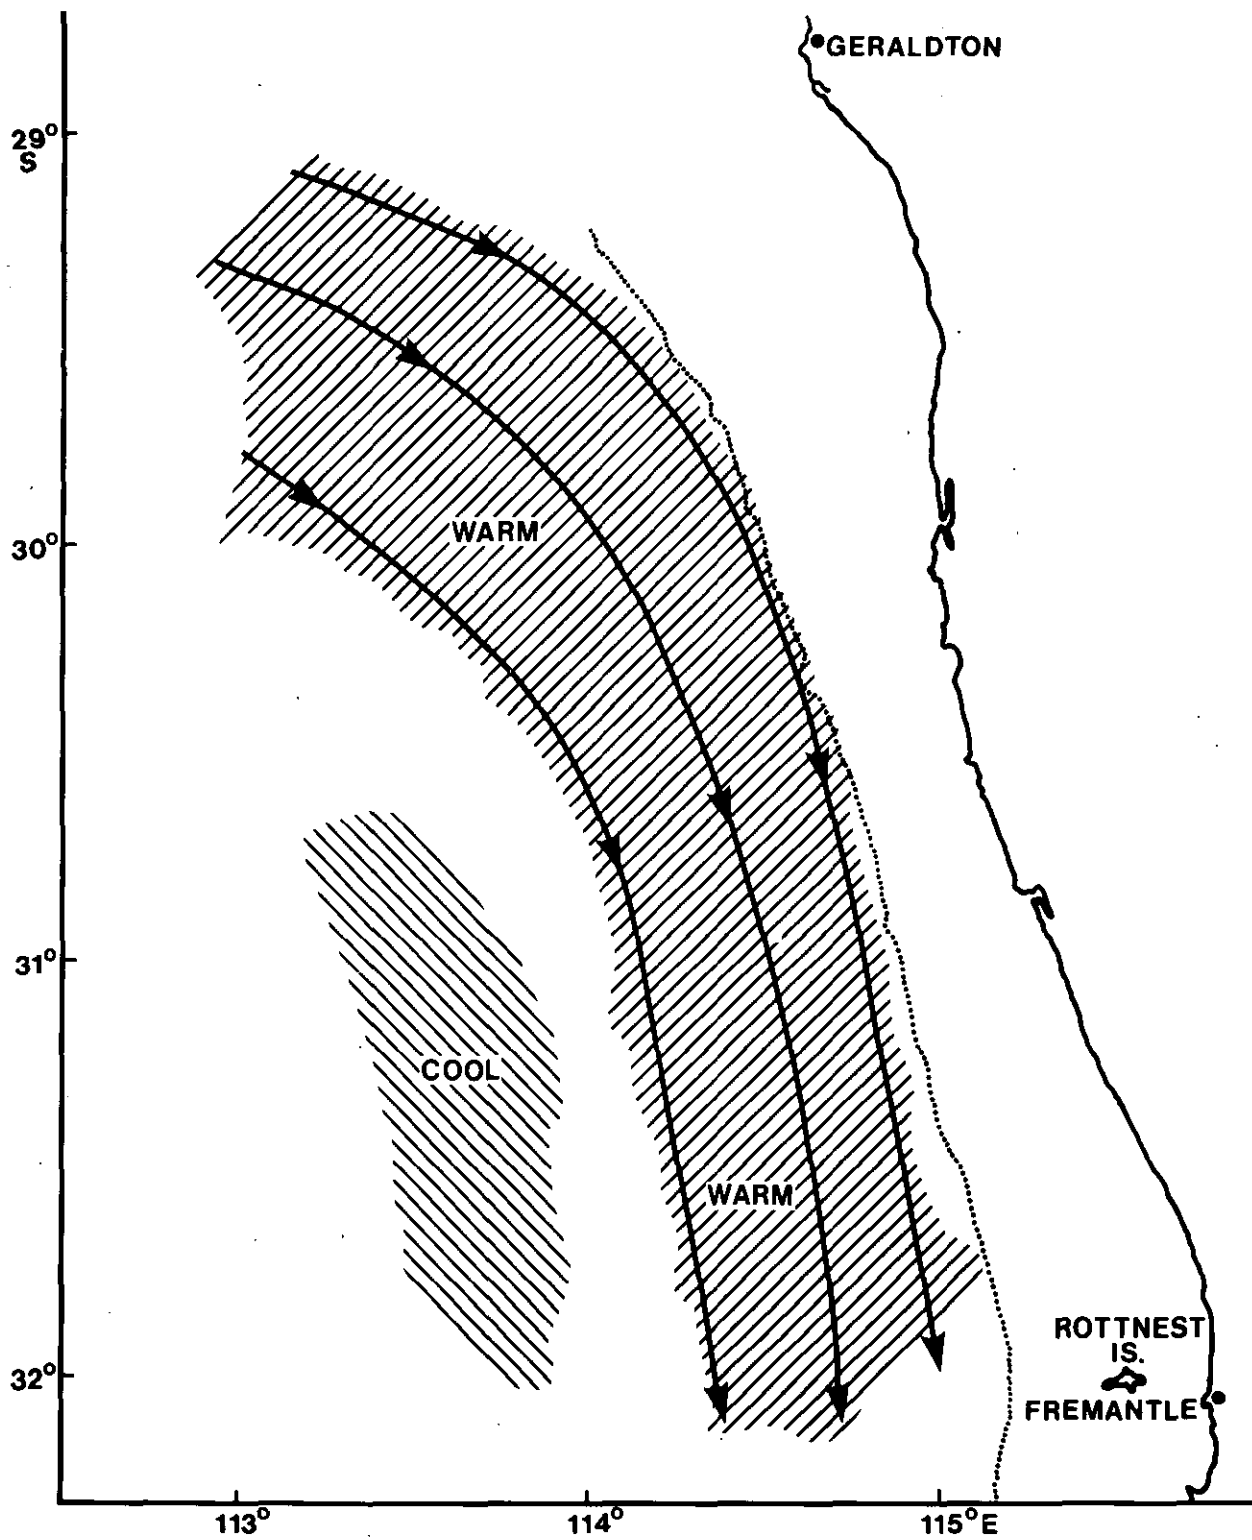 GERALDTON
29°
S
WARM
30°
31°
COOL
WARM
ROTTNEST
IS.
32°
FREMANTLE
113°
114°
115°E